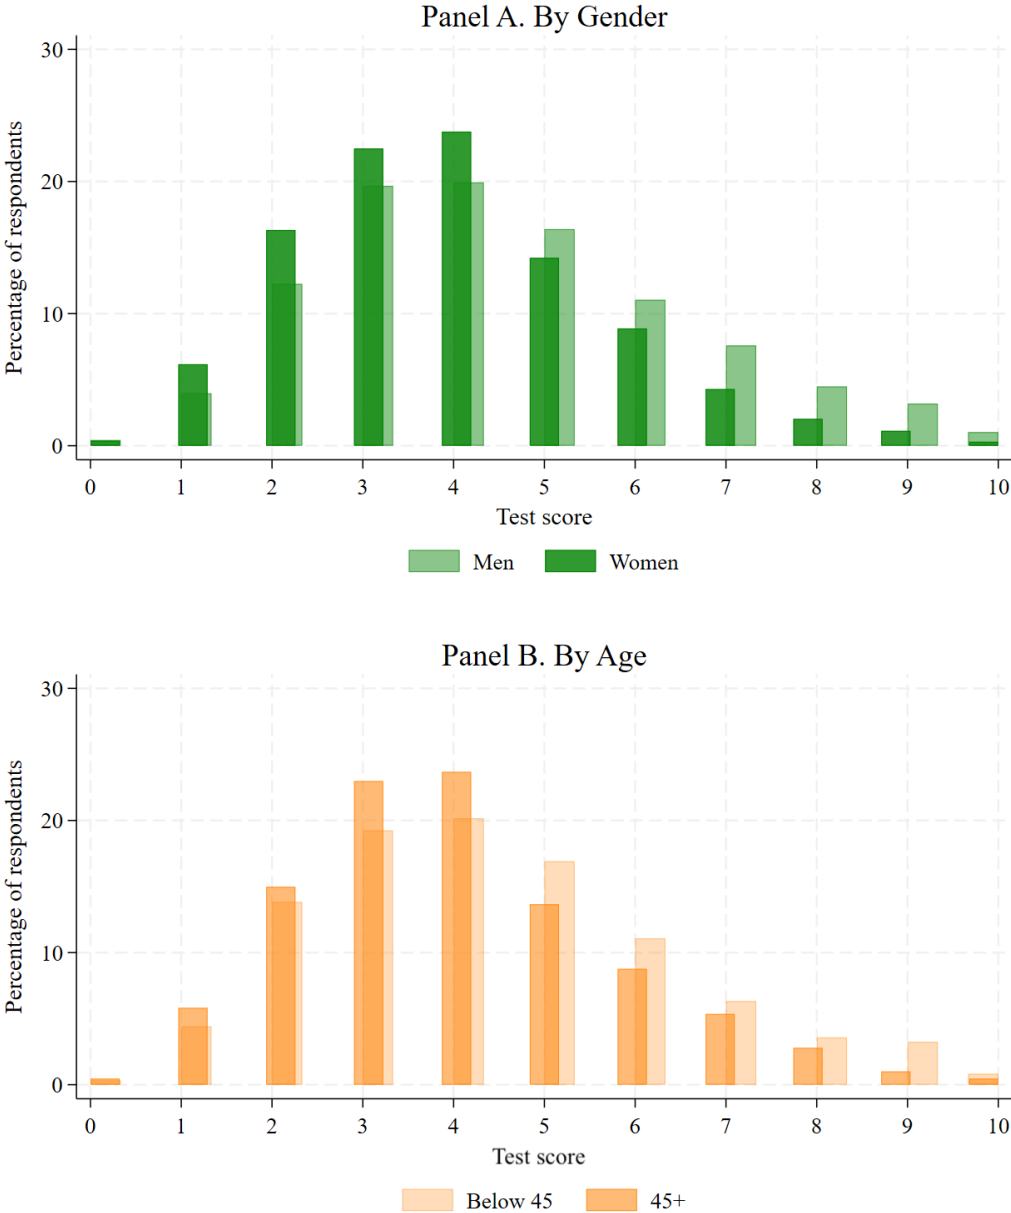 Panel A. By Gender
Percentage of respondents
30
20
10
0
0 1 2 3 4 5 6 7 8 9 10
Test score
Men Women
Panel B. By Age
Percentage of respondents
30
20
10
0
0 1 2 3 4 5 6 7 8 9 10
Test score
Below 45 45+